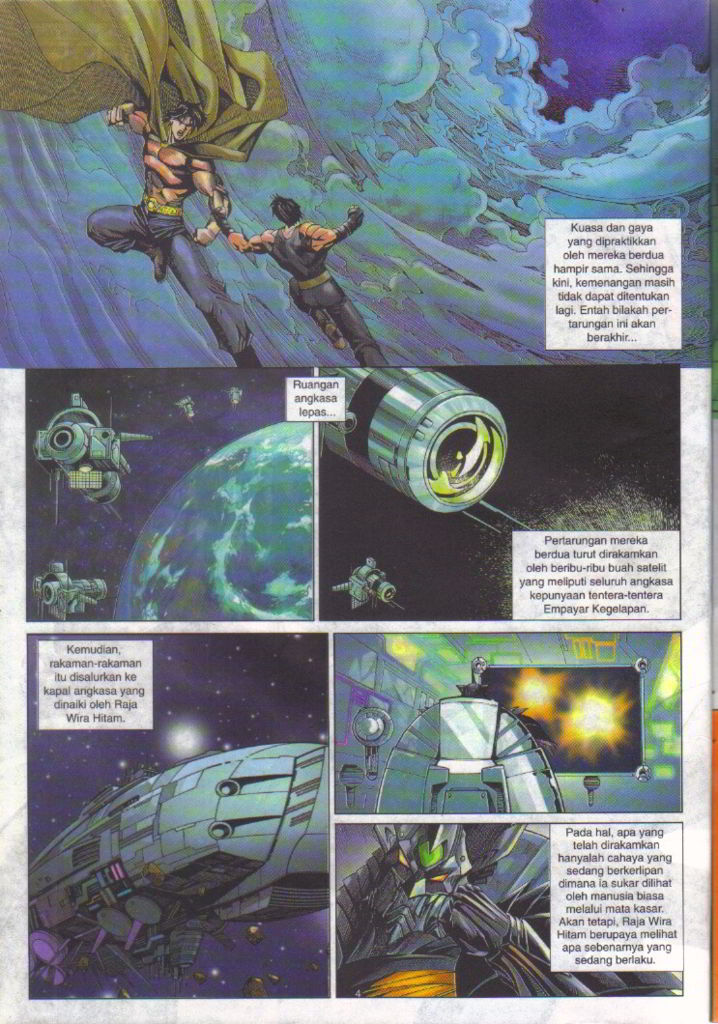 Kuasa dan gaya
yang dipraktikkan
oleh mereka berdua
hampir sama. Sehingga
kini, kemenangan masih
tidak dapat ditentukan
lagi. Entah bilakah per-
tarungan ini akan
berakhir...
Ruangan
angkasa
lepas...
Pertarungan mereka
berdua turut dirakamkan
oleh beribu-ribu buah satelit
yang meliputi seluruh angkasa
kepunyaan tentera-tentera
Empayar Kegelapan.
Kemudian,
rakaman-rakaman
itu disalurkan ke
kapal angkasa yang
dinaiki oleh Raja
Wira Hitam.
Pada hal, apa yang
telah dirakamkan
hanyalah cahaya yang
sedang berkerlipan
dimana ia sukar dilihat
oleh manusia biasa
melalui mata kasar.
Akan tetapi, Raja Wira
Hitam berupaya melihat
apa sebenarnya yang
sedang berlaku.
4